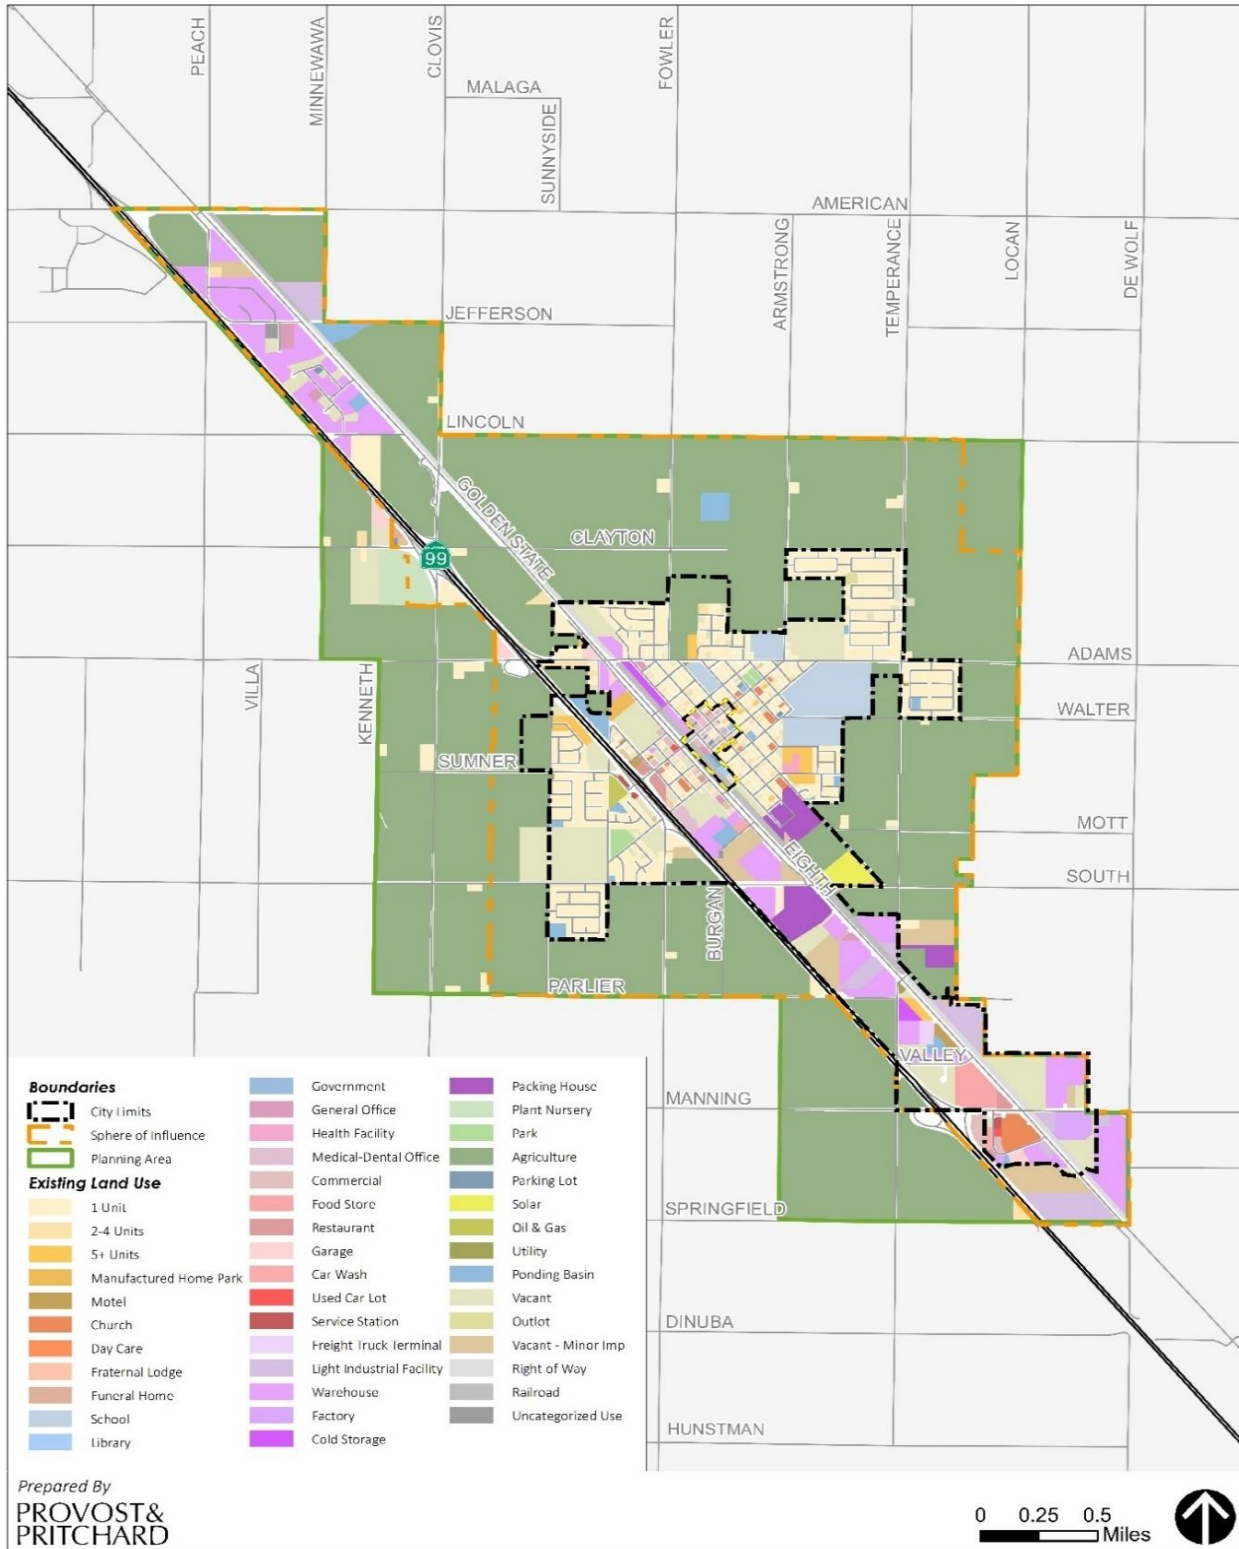 PEACH
MINNEWAWA
CLOVIS
FOWLER
MALAGA
SUNNYSIDE
AMERICAN
ARMSTRONG
TEMPERANCE
LOCAN
DE WOLF
JEFFERSON
LINCOLN
GOLDEN STATE
CLAYTON
99
ADAMS
VILLA
KENNETH
WALTER
SUMNER
MOTT
EIGHTH
SOUTH
BURGAN
PARLIER
VALLEY
MANNING
SPRINGFIELD
DINUBA
HUNSTMAN
Boundaries
City Limits
Sphere of Influence
Planning Area
Existing Land Use
1 Unit
2-4 Units
5+ Units
Manufactured Home Park
Motel
Church
Day Care
Fraternal Lodge
Funeral Home
School
Library
Government
General Office
Health Facility
Medical-Dental Office
Commercial
Food Store
Restaurant
Garage
Car Wash
Used Car Lot
Service Station
Freight Truck Terminal
Light Industrial Facility
Warehouse
Factory
Cold Storage
Packing House
Plant Nursery
Park
Agriculture
Parking Lot
Solar
Oil & Gas
Utility
Ponding Basin
Vacant
Outlot
Vacant - Minor Imp
Right of Way
Railroad
Uncategorized Use
Prepared By
PROVOST&
PRITCHARD
0 0.25 0.5
Miles